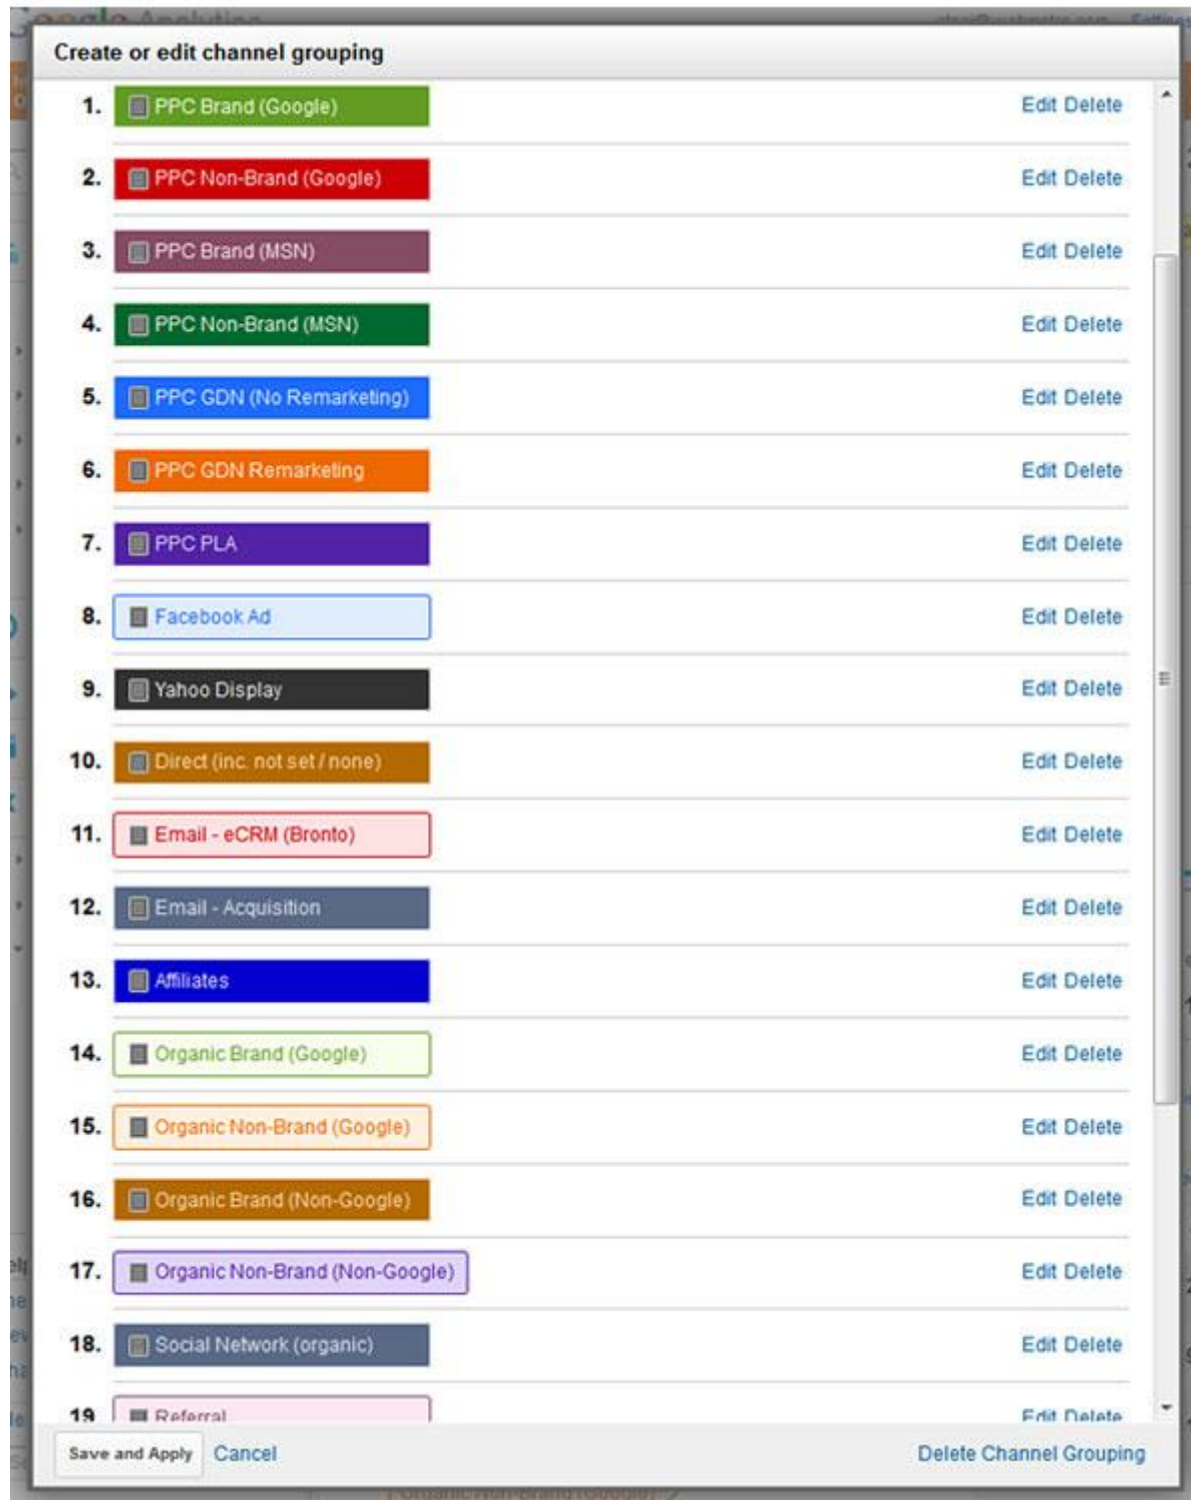 Google Analytics
Create or edit channel grouping
1. PPC Brand (Google) Edit Delete
2. PPC Non-Brand (Google) Edit Delete
3. PPC Brand (MSN) Edit Delete
4. PPC Non-Brand (MSN) Edit Delete
5. PPC GDN (No Remarketing) Edit Delete
6. PPC GDN Remarketing Edit Delete
7. PPC PLA Edit Delete
8. Facebook Ad Edit Delete
9. Yahoo Display Edit Delete
10. Direct (inc. not set / none) Edit Delete
11. Email - eCRM (Bronto) Edit Delete
12. Email - Acquisition Edit Delete
13. Affiliates Edit Delete
14. Organic Brand (Google) Edit Delete
15. Organic Non-Brand (Google) Edit Delete
16. Organic Brand (Non-Google) Edit Delete
17. Organic Non-Brand (Non-Google) Edit Delete
18. Social Network (organic) Edit Delete
19 Referral Edit Delete
Save and Apply Cancel Delete Channel Grouping
Organic Non-Brand (Google)